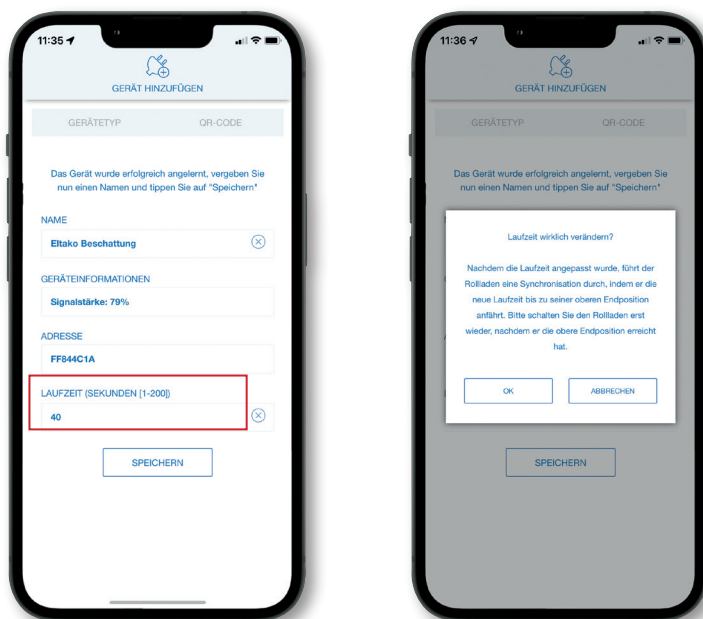 11:35
GERÄT HINZUFÜGEN
GERÄTETYP QR-CODE
Das Gerät wurde erfolgreich angelernt, vergeben Sie
nun einen Namen und tippen Sie auf "Speichern"
NAME
Eltako Beschattung
GERÄTEINFORMATIONEN
Signalstärke: 79%
ADRESSE
FF844C1A
LAUFZEIT (SEKUNDEN [1-200])
40
SPEICHERN
11:36
GERÄT HINZUFÜGEN
GERÄTETYP QR-CODE
Das Gerät wurde erfolgreich angelernt, vergeben Sie
nun einen Namen und tippen Sie auf "Speichern"
Laufzeit wirklich verändern?
Nachdem die Laufzeit angepasst wurde, führt der
Rollladen eine Synchronisation durch, indem er die
neue Laufzeit bis zu seiner oberen Endposition
anfährt. Bitte schalten Sie den Rollladen erst
wieder, nachdem er die obere Endposition erreicht
hat.
OK ABBRECHEN
SPEICHERN